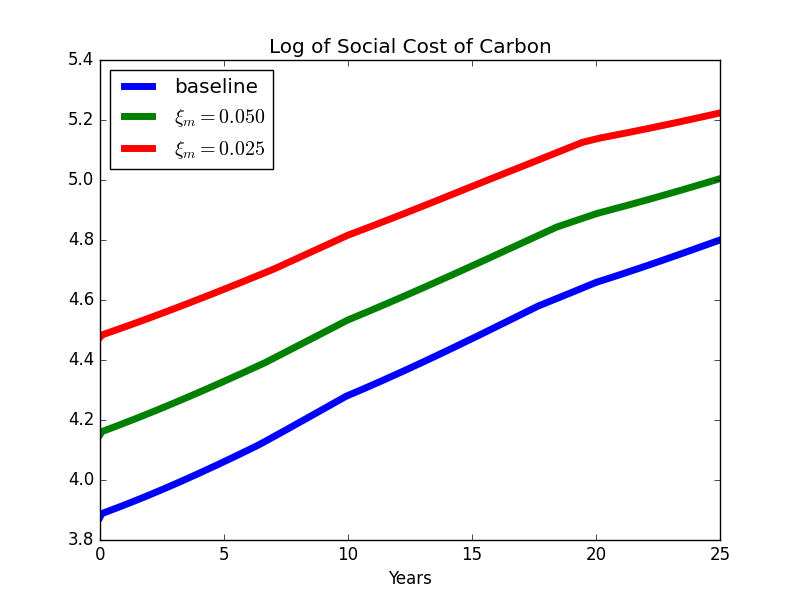 Log of Social Cost of Carbon
5.4
5.2
5.0
4.8
4.6
4.4
4.2
4.0
3.8
baseline
ξₘ = 0.050
ξₘ = 0.025
0 5 10 15 20 25
Years